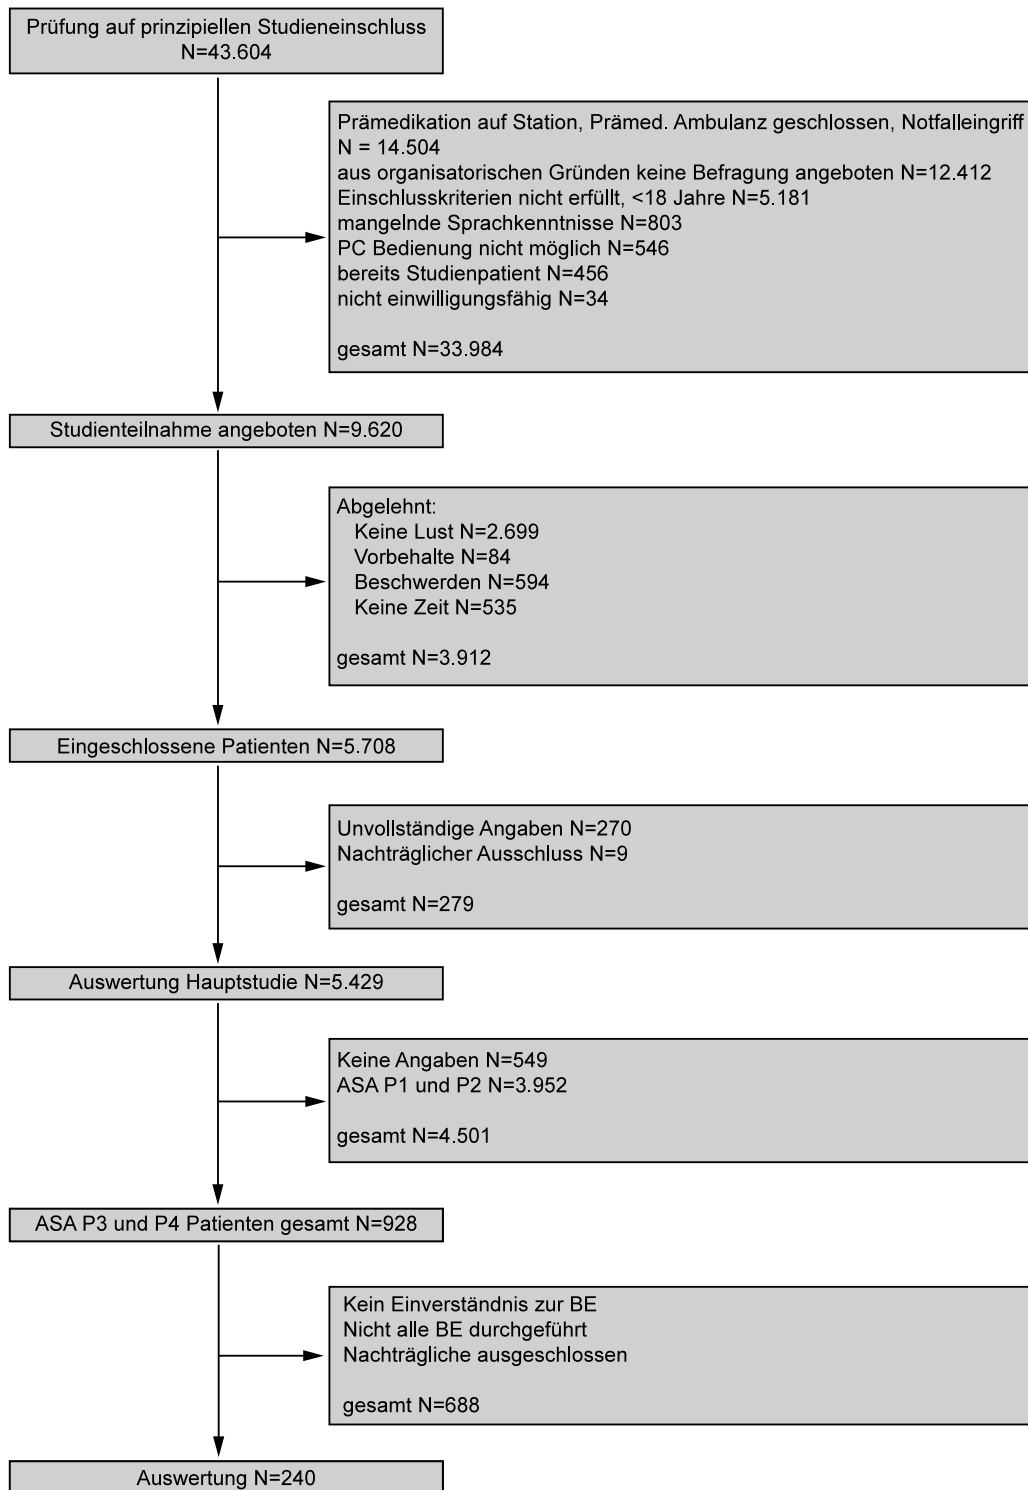 Prüfung auf prinzipiellen Studieneinschluss
N=43.604
Prämedikation auf Station, Prämed. Ambulanz geschlossen, Notfalleingriff
N = 14.504
aus organisatorischen Gründen keine Befragung angeboten N=12.412
Einschlusskriterien nicht erfüllt, <18 Jahre N=5.181
mangelnde Sprachkenntnisse N=803
PC Bedienung nicht möglich N=546
bereits Studienpatient N=456
nicht einwilligungsfähig N=34
gesamt N=33.984
Studienteilnahme angeboten N=9.620
Abgelehnt:
Keine Lust N=2.699
Vorbehalte N=84
Beschwerden N=594
Keine Zeit N=535
gesamt N=3.912
Eingeschlossene Patienten N=5.708
Unvollständige Angaben N=270
Nachträglicher Ausschluss N=9
gesamt N=279
Auswertung Hauptstudie N=5.429
Keine Angaben N=549
ASA P1 und P2 N=3.952
gesamt N=4.501
ASA P3 und P4 Patienten gesamt N=928
Kein Einverständnis zur BE
Nicht alle BE durchgeführt
Nachträgliche ausgeschlossen
gesamt N=688
Auswertung N=240